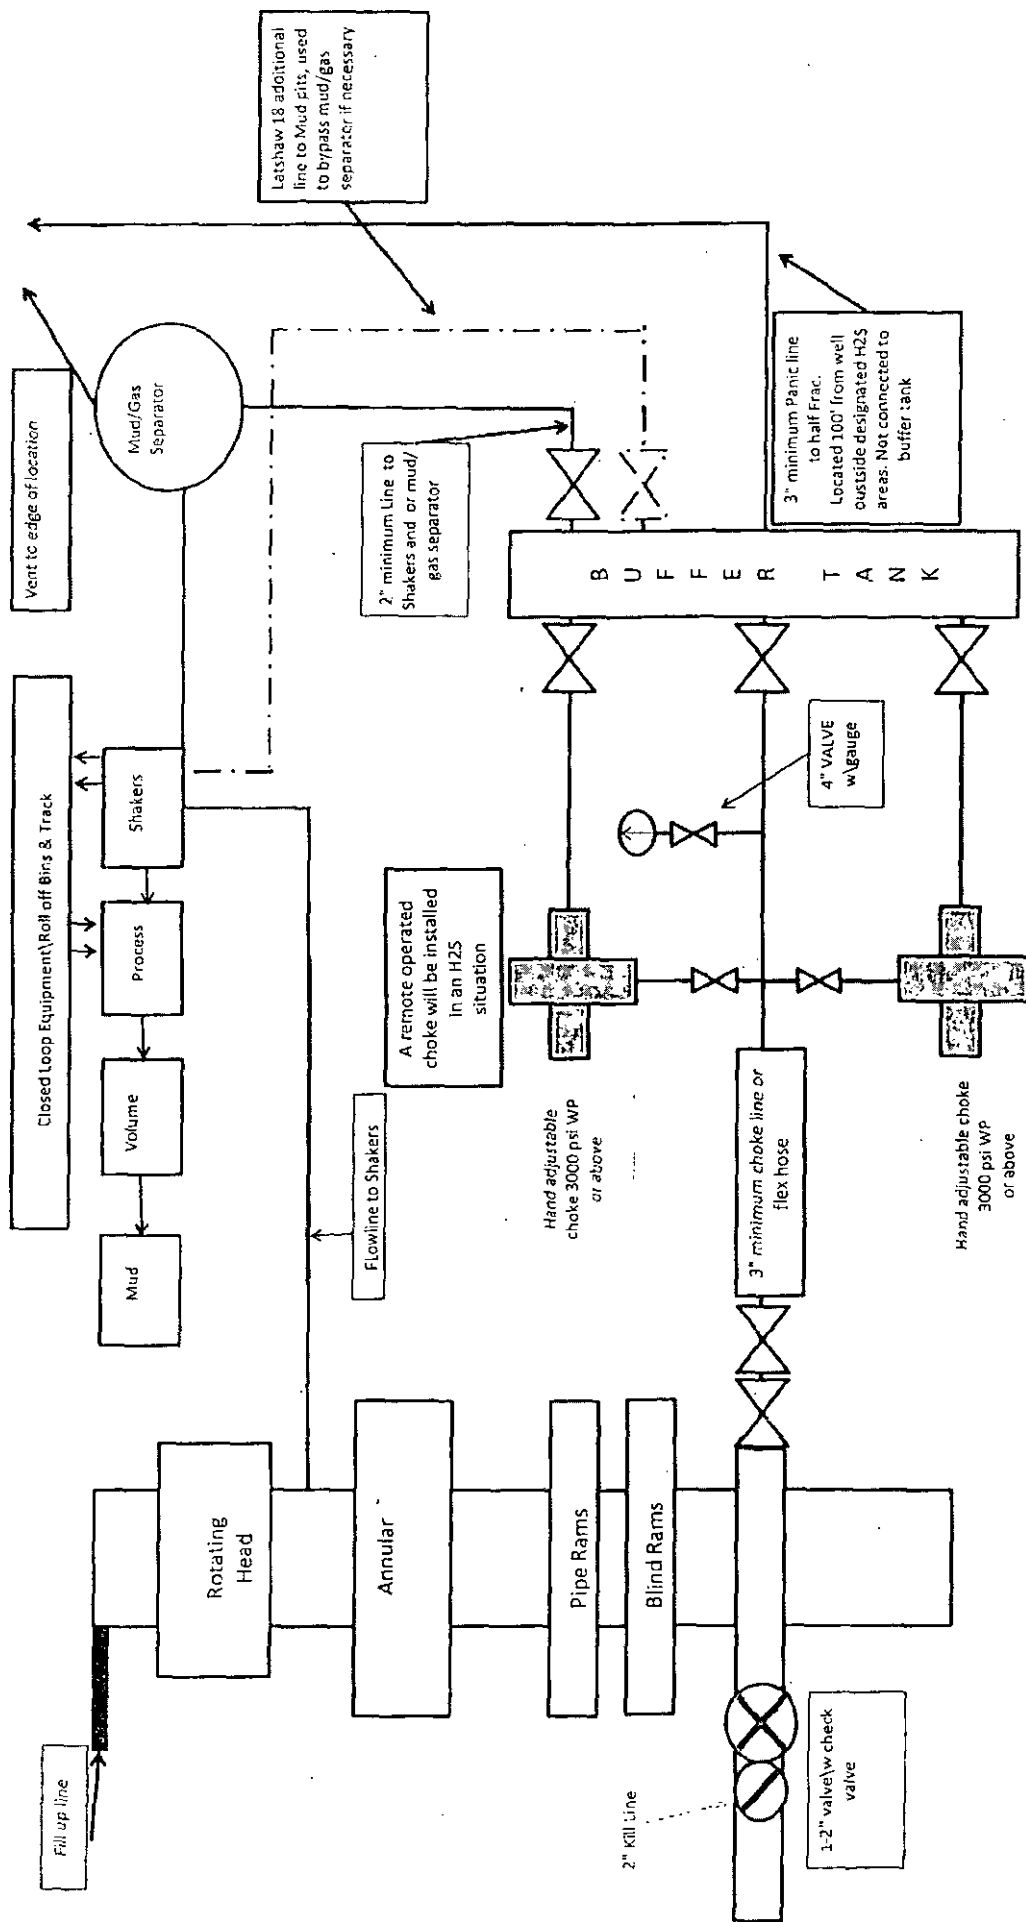 Fill up line
Rotating
Head
Annular
Pipe Rams
Blind Rams
2" Kill Line
1-2" valve\w check
valve
Closed Loop Equipment\Roll off Bins & Track
Mud
Volume
Process
Shakers
Vent to edge of location
Mud/Gas
Separator
Latshaw 18 additional
line to Mud pits, used
to bypass mud/gas
separator if necessary
FLowline to Shakers
2" minimum Line to
Shakers and or mud/
gas separator
A remote operated
choke will be installed
in an H2S
situation
Hand adjustable
choke 3000 psi WP
or above
3" minimum choke line or
flex hose
4" VALVE
w\gauge
BUFFER TANK
3" minimum Panic line
to half Frac.
Located 100' from well
oustside designated H2S
areas. Not connected to
buffer tank
Hand adjustable choke
3000 psi WP
or above